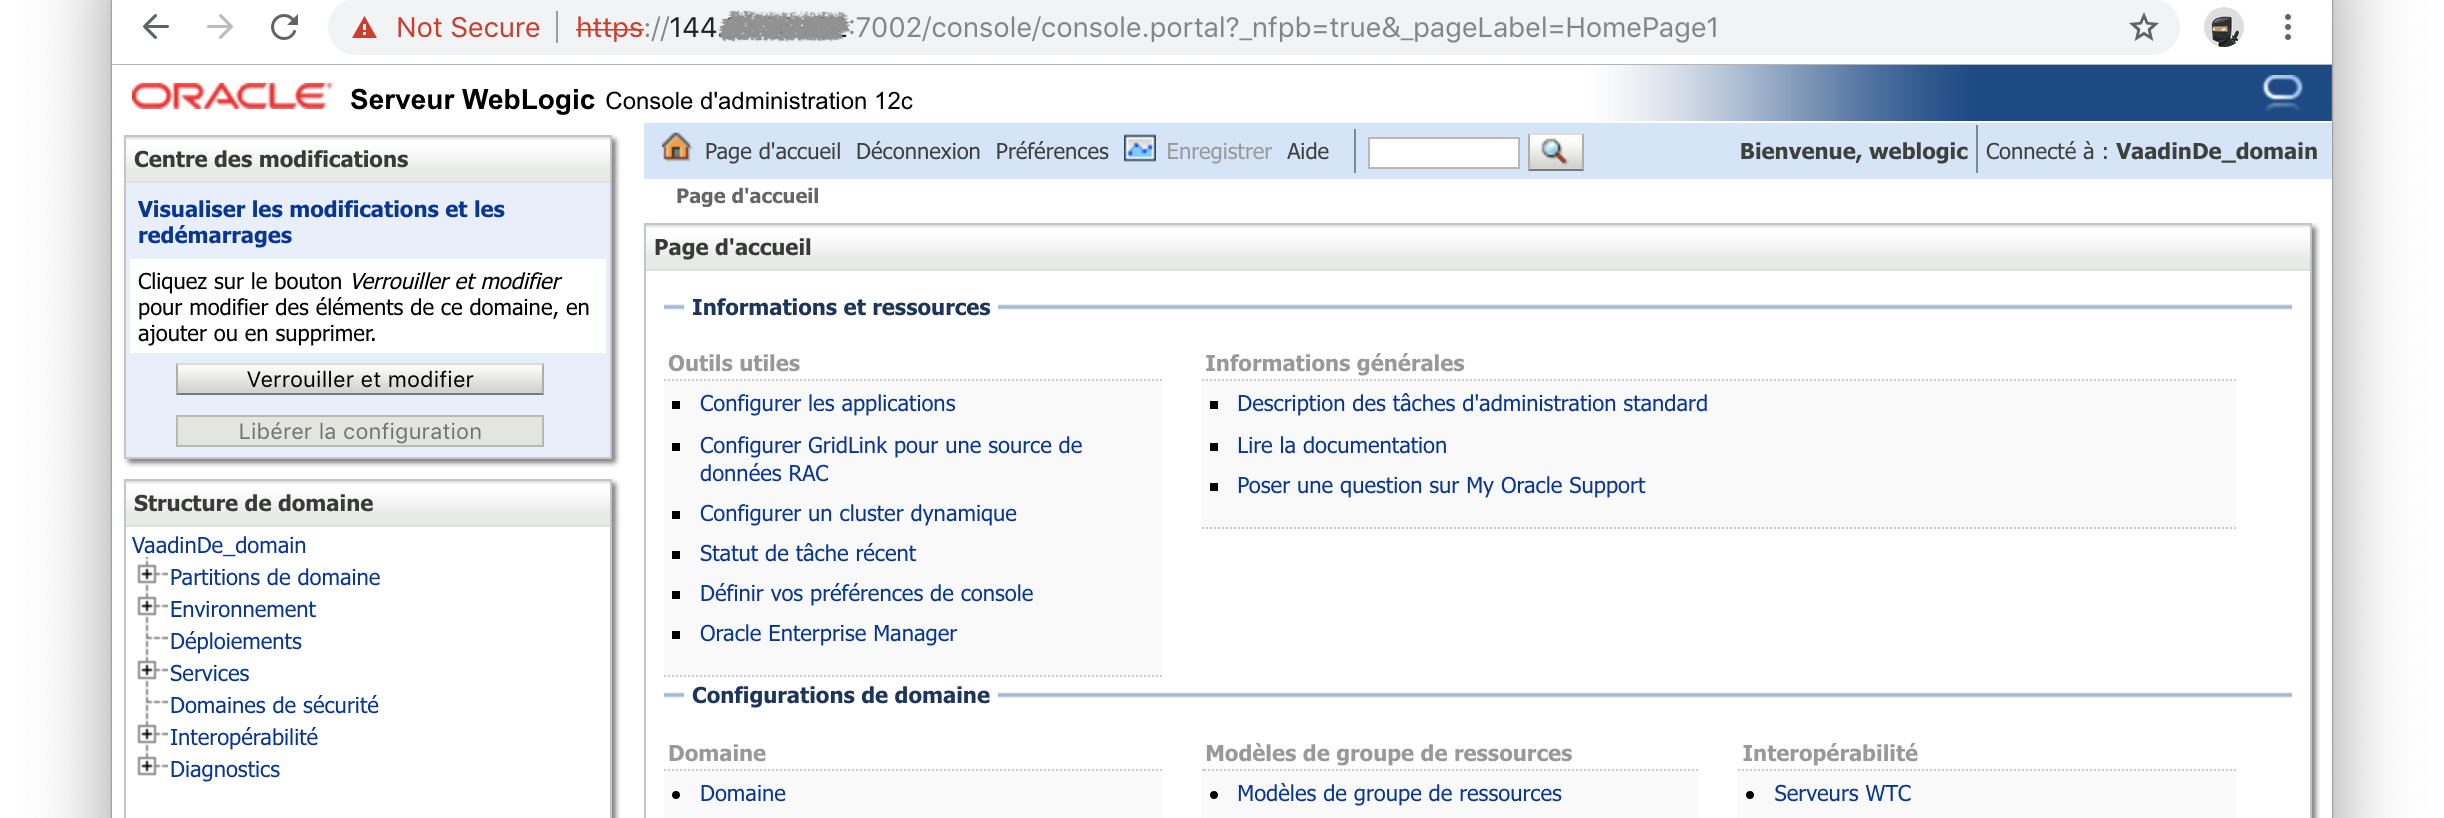 Not Secure https://144. :7002/console/console.portal?_nfpb=true&_pageLabel=HomePage1
ORACLE Serveur WebLogic Console d'administration 12c
Centre des modifications
Visualiser les modifications et les
redémarrages
Cliquez sur le bouton Verrouiller et modifier
pour modifier des éléments de ce domaine, en
ajouter ou en supprimer.
Verrouiller et modifier
Libérer la configuration
Structure de domaine
VaadinDe_domain
Partitions de domaine
Environnement
Déploiements
Services
Domaines de sécurité
Interopérabilité
Diagnostics
Page d'accueil Déconnexion Préférences Enregistrer Aide
Bienvenue, weblogic Connecté à : VaadinDe_domain
Page d'accueil
Page d'accueil
Informations et ressources
Outils utiles
Configurer les applications
Configurer GridLink pour une source de
données RAC
Configurer un cluster dynamique
Statut de tâche récent
Définir vos préférences de console
Oracle Enterprise Manager
Informations générales
Description des tâches d'administration standard
Lire la documentation
Poser une question sur My Oracle Support
Configurations de domaine
Domaine
Domaine
Modèles de groupe de ressources
Modèles de groupe de ressources
Interopérabilité
Serveurs WTC